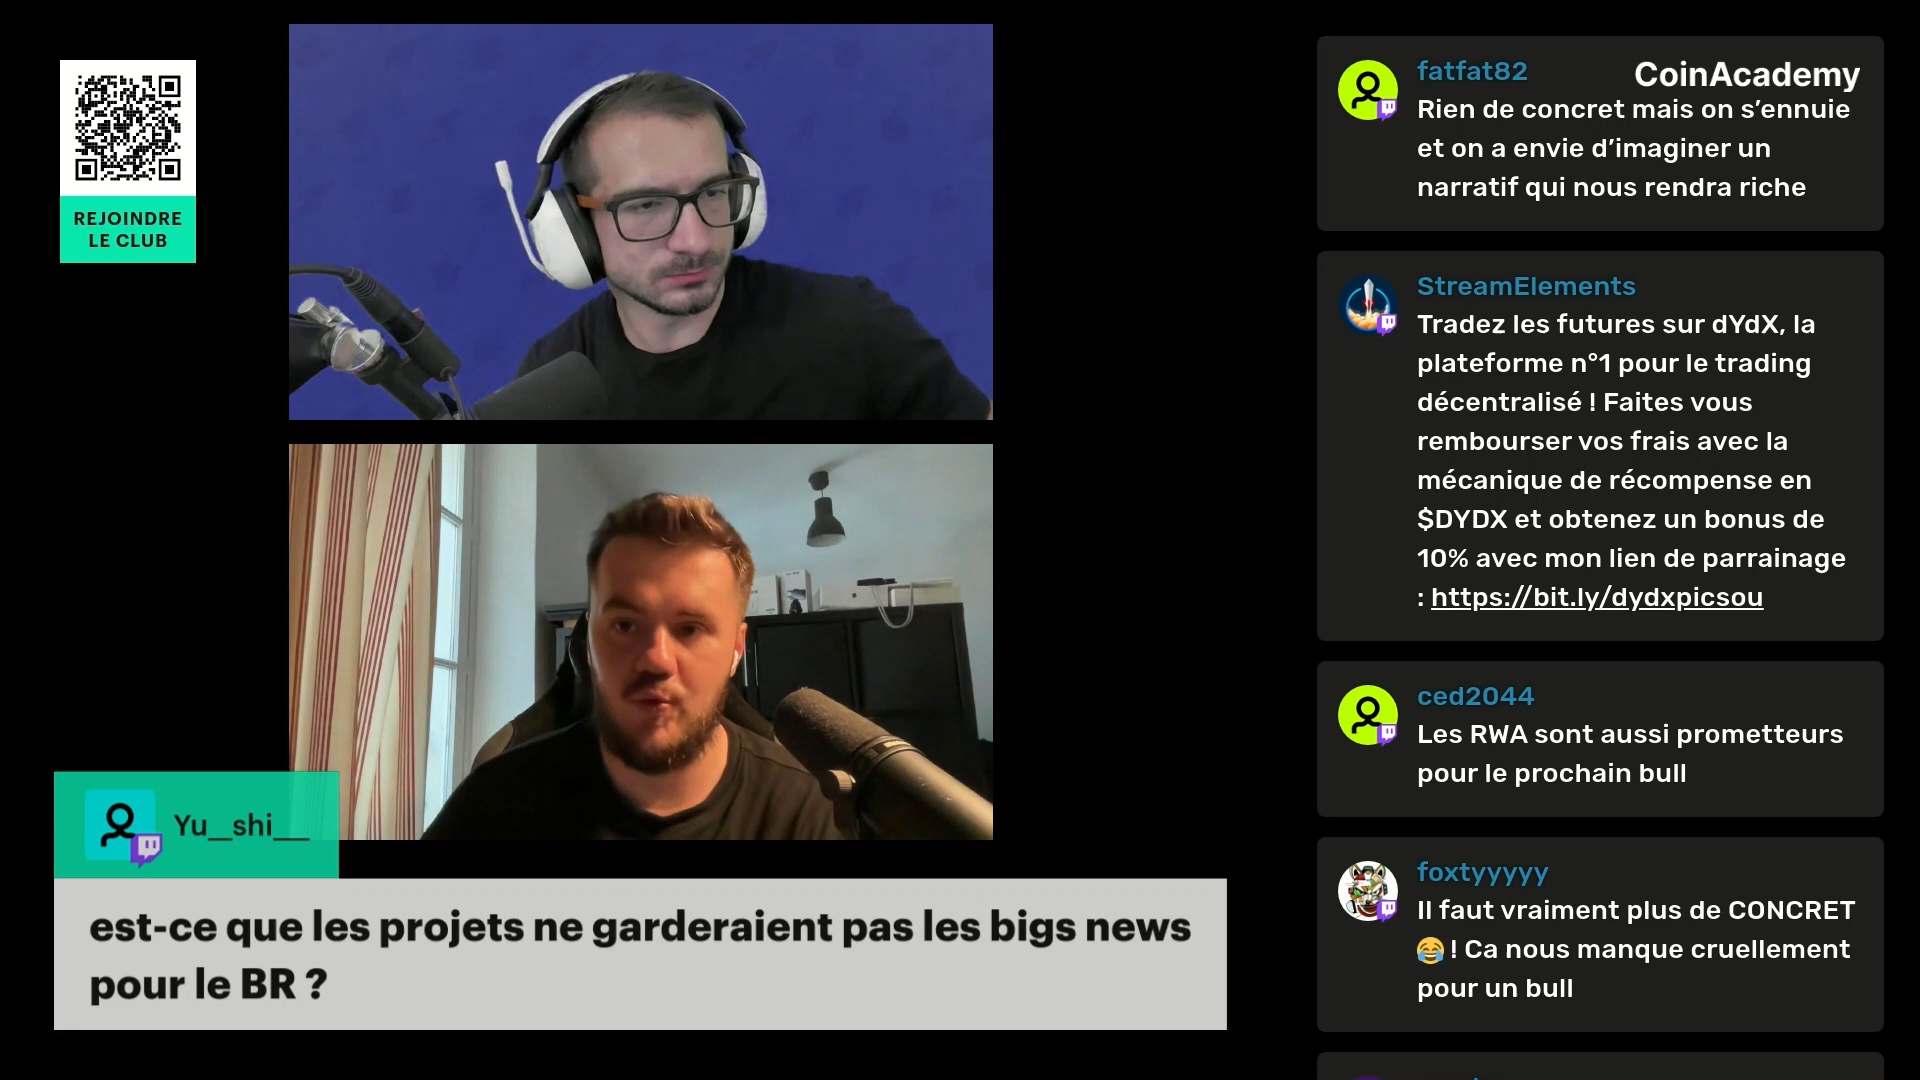 REJOINDRE
LE CLUB
Yu__shi__
est-ce que les projets ne garderaient pas les bigs news
pour le BR ?
CoinAcademy
fatfat82
Rien de concret mais on s’ennuie
et on a envie d’imaginer un
narratif qui nous rendra riche
StreamElements
Tradez les futures sur dYdX, la
plateforme n°1 pour le trading
décentralisé ! Faites vous
rembourser vos frais avec la
mécanique de récompense en
$DYDX et obtenez un bonus de
10% avec mon lien de parrainage
: https://bit.ly/dydxpicsou
ced2044
Les RWA sont aussi prometteurs
pour le prochain bull
foxtyyyyy
Il faut vraiment plus de CONCRET
😂 ! Ca nous manque cruellement
pour un bull